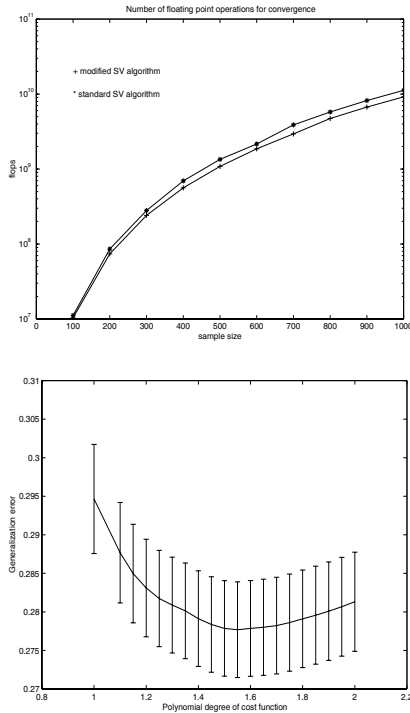 Number of floating point operations for convergence
10^11
+ modified SV algorithm
* standard SV algorithm
10^10
flops
10^9
10^8
10^7
0 100 200 300 400 500 600 700 800 900 1000
sample size
0.31
0.305
0.3
0.295
Generalization error
0.29
0.285
0.28
0.275
0.27
0.8 1 1.2 1.4 1.6 1.8 2 2.2
Polynomial degree of cost function